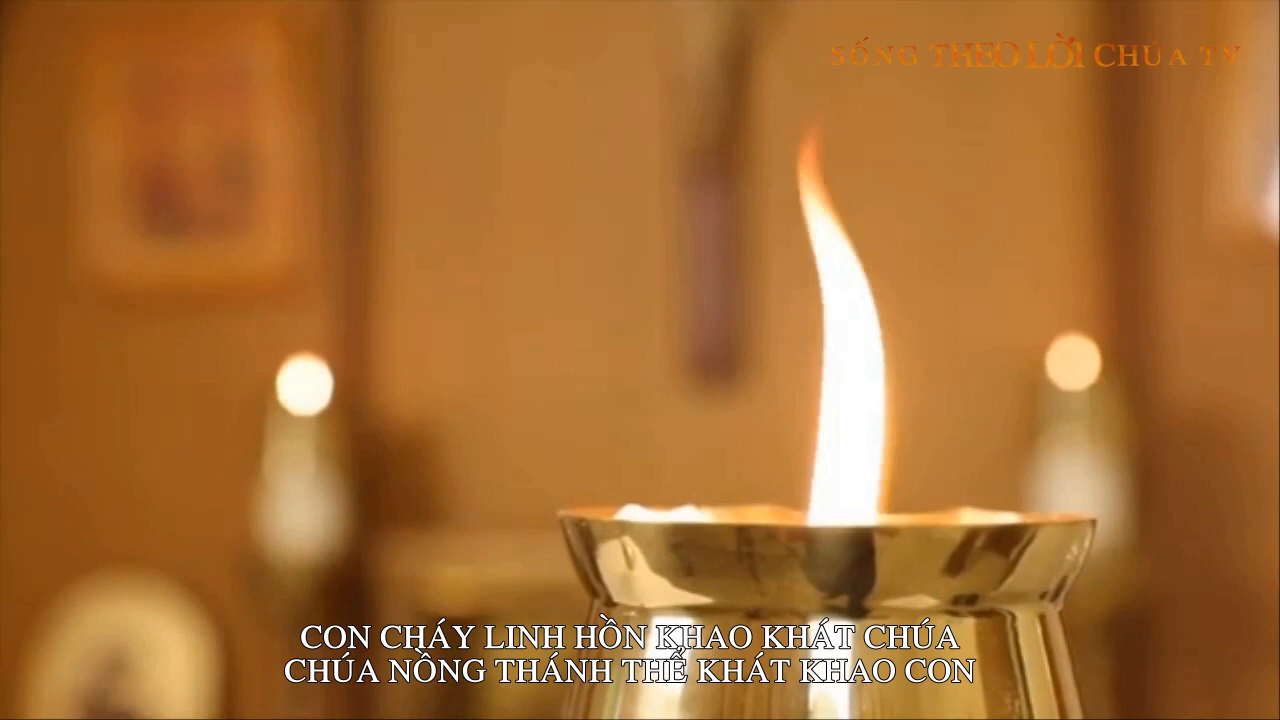 SỐNG THEO LỜI CHÚA TV
CON CHÁY LINH HỒN KHAO KHÁT CHÚA
CHÚA NỒNG THÁNH THỂ KHÁT KHAO CON